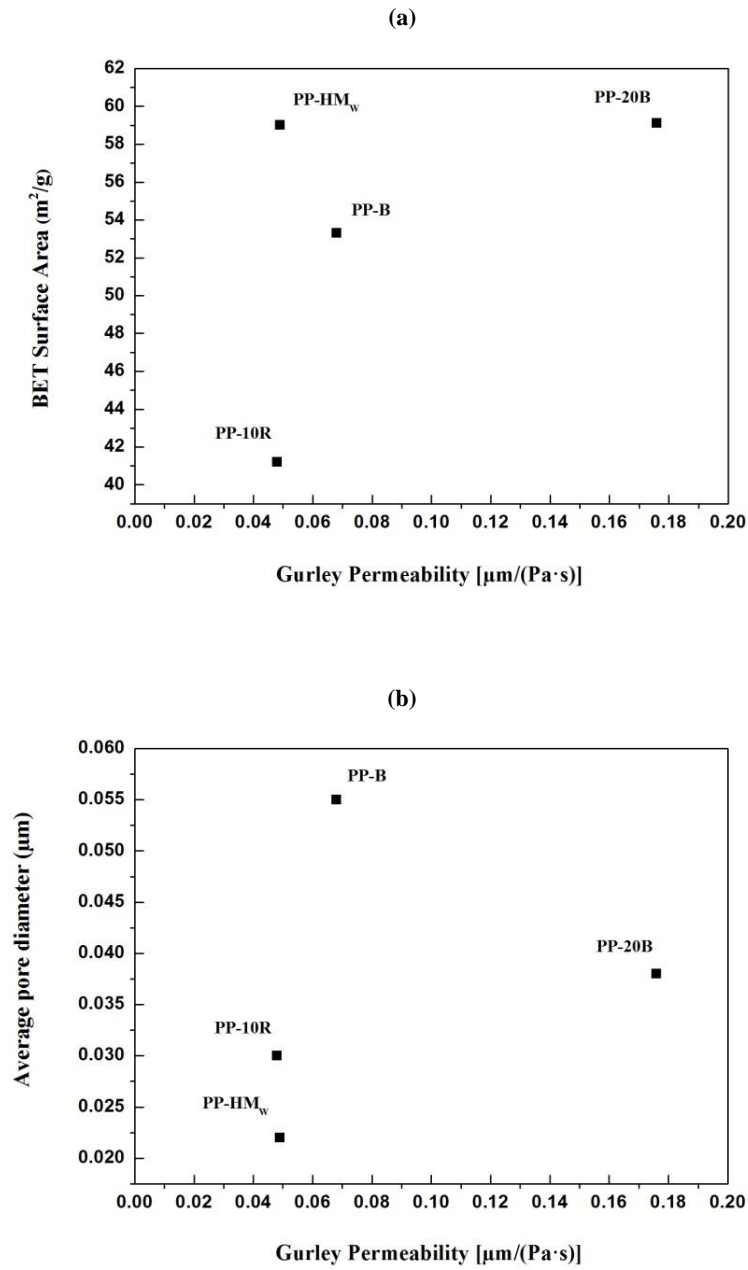 (a)
62
60
58
56
54
52
50
48
46
44
42
40
BET Surface Area (m²/g)
PP-HM_w
PP-20B
PP-B
PP-10R
0.00 0.02 0.04 0.06 0.08 0.10 0.12 0.14 0.16 0.18 0.20
Gurley Permeability [µm/(Pa·s)]
(b)
0.060
0.055
0.050
0.045
0.040
0.035
0.030
0.025
0.020
Average pore diameter (µm)
PP-B
PP-20B
PP-10R
PP-HM_w
0.00 0.02 0.04 0.06 0.08 0.10 0.12 0.14 0.16 0.18 0.20
Gurley Permeability [µm/(Pa·s)]